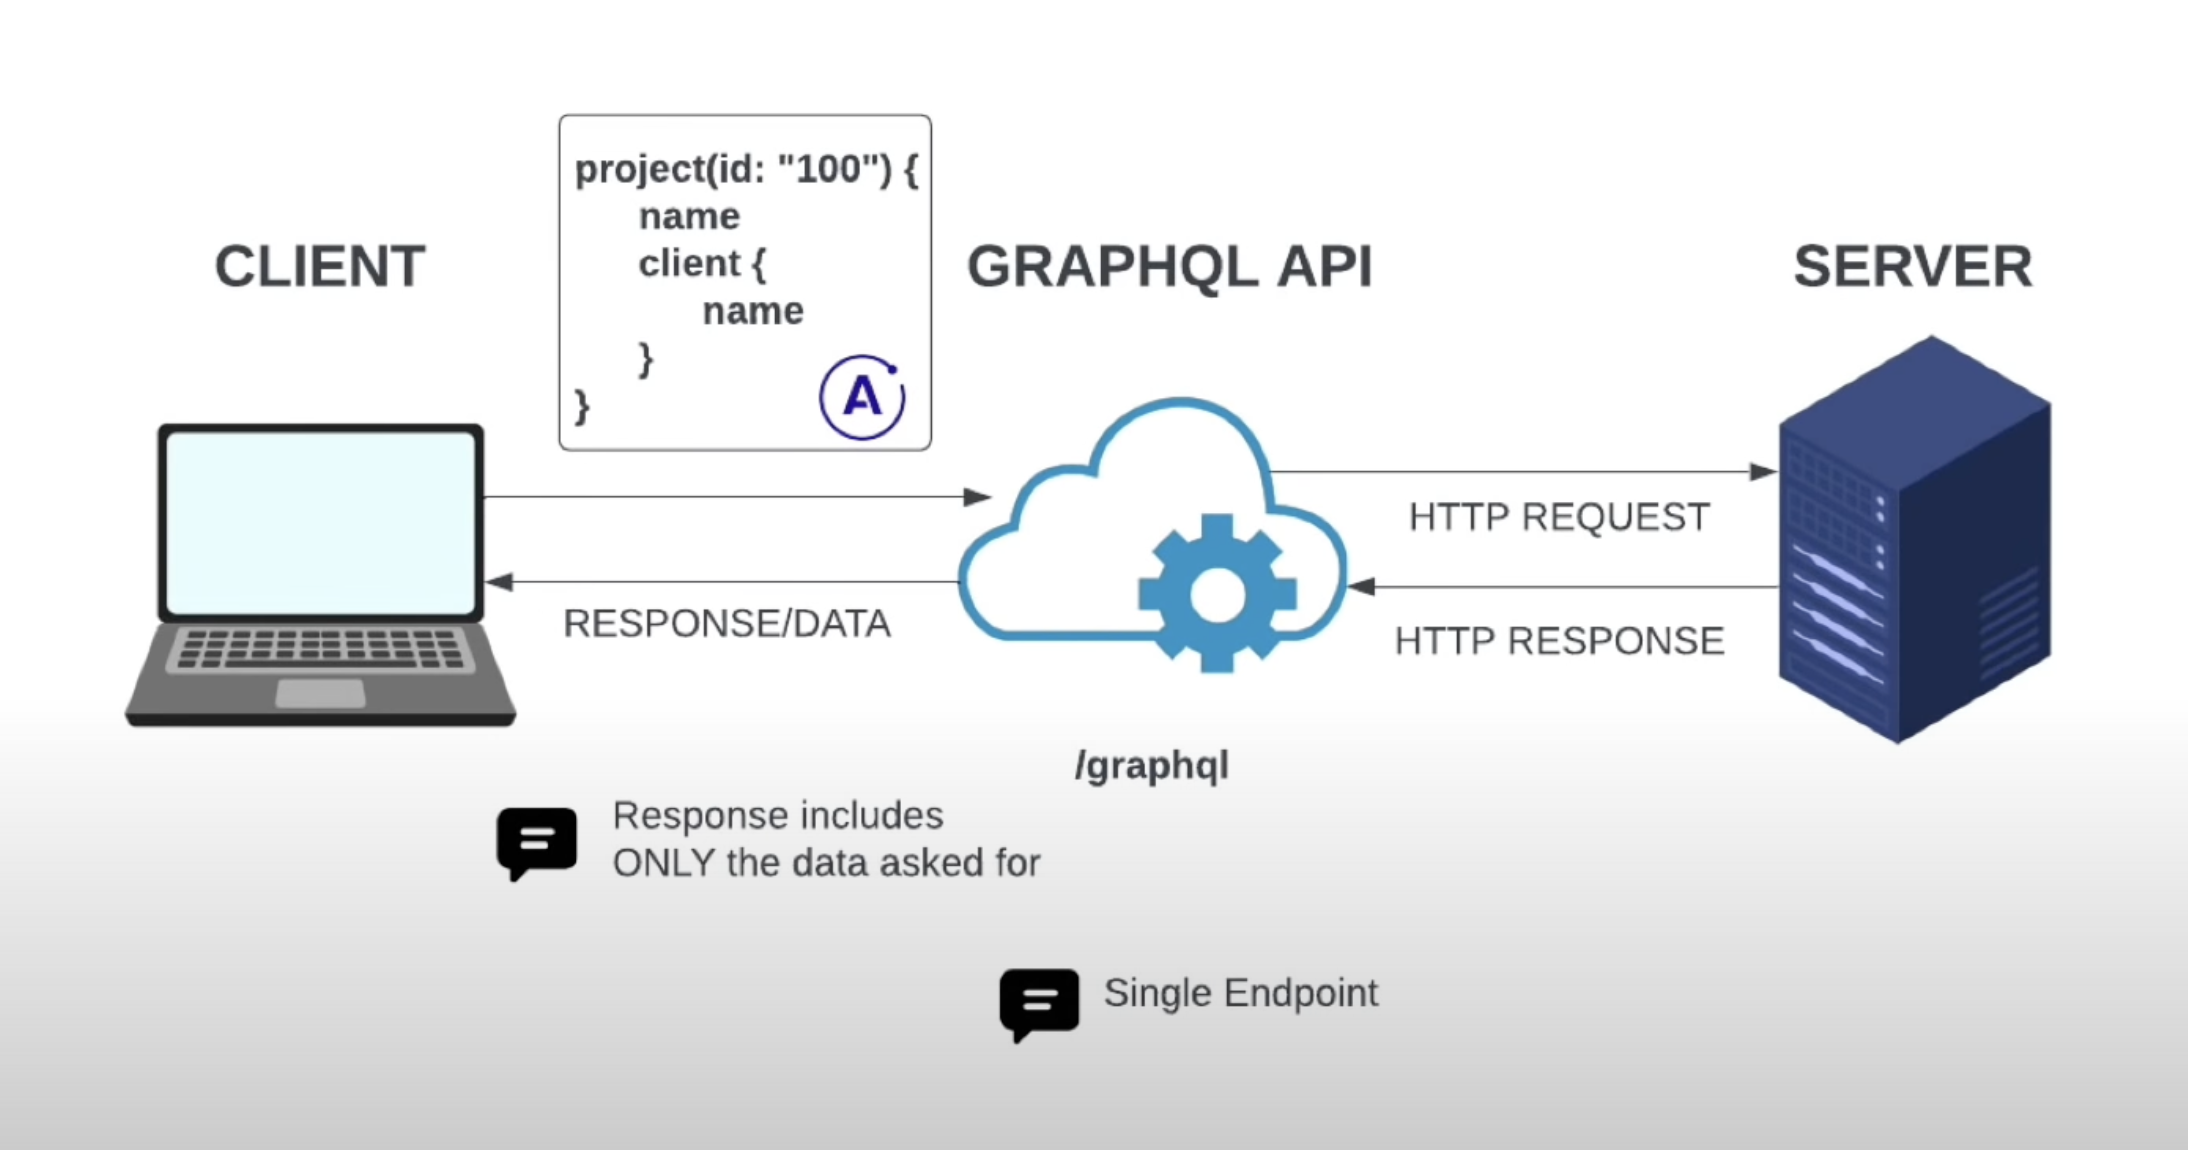 CLIENT
project(id: "100") {
name
client {
name
}
}
A
GRAPHQL API
SERVER
HTTP REQUEST
RESPONSE/DATA
HTTP RESPONSE
/graphql
Response includes
ONLY the data asked for
Single Endpoint